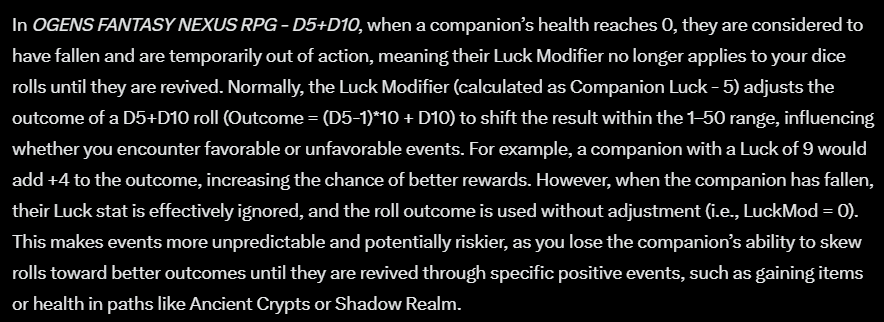 In OGENS FANTASY NEXUS RPG - D5+D10, when a companion's health reaches 0, they are considered to
have fallen and are temporarily out of action, meaning their Luck Modifier no longer applies to your dice
rolls until they are revived. Normally, the Luck Modifier (calculated as Companion Luck - 5) adjusts the
outcome of a D5+D10 roll (Outcome = (D5-1)*10 + D10) to shift the result within the 1–50 range, influencing
whether you encounter favorable or unfavorable events. For example, a companion with a Luck of 9 would
add +4 to the outcome, increasing the chance of better rewards. However, when the companion has fallen,
their Luck stat is effectively ignored, and the roll outcome is used without adjustment (i.e., LuckMod = 0).
This makes events more unpredictable and potentially riskier, as you lose the companion's ability to skew
rolls toward better outcomes until they are revived through specific positive events, such as gaining items
or health in paths like Ancient Crypts or Shadow Realm.